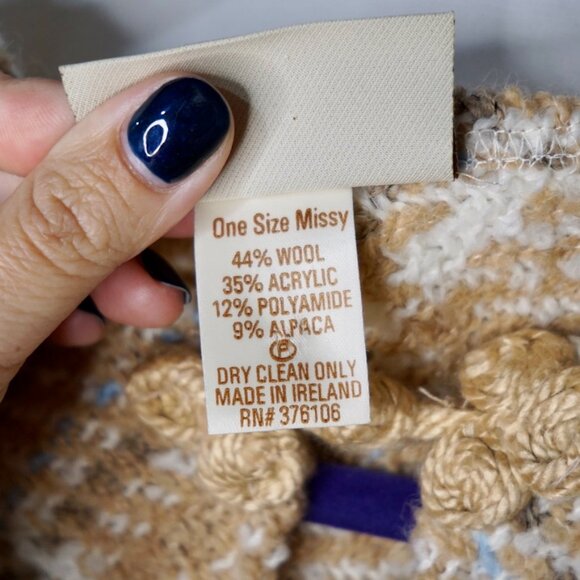 One Size Missy
44% WOOL
35% ACRYLIC
12% POLYAMIDE
9% ALPACA
P
DRY CLEAN ONLY
MADE IN IRELAND
RN# 376106